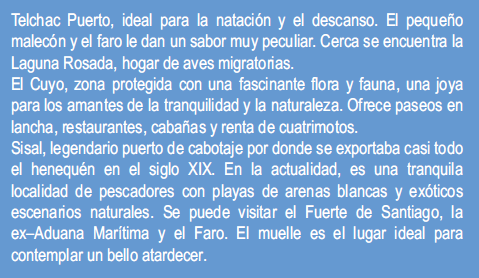 Telchac Puerto, ideal para la natación y el descanso. El pequeño
malecón y el faro le dan un sabor muy peculiar. Cerca se encuentra la
Laguna Rosada, hogar de aves migratorias.
El Cuyo, zona protegida con una fascinante flora y fauna, una joya
para los amantes de la tranquilidad y la naturaleza. Ofrece paseos en
lancha, restaurantes, cabañas y renta de cuatrimotos.
Sisal, legendario puerto de cabotaje por donde se exportaba casi todo
el henequén en el siglo XIX. En la actualidad, es una tranquila
localidad de pescadores con playas de arenas blancas y exóticos
escenarios naturales. Se puede visitar el Fuerte de Santiago, la
ex–Aduana Marítima y el Faro. El muelle es el lugar ideal para
contemplar un bello atardecer.